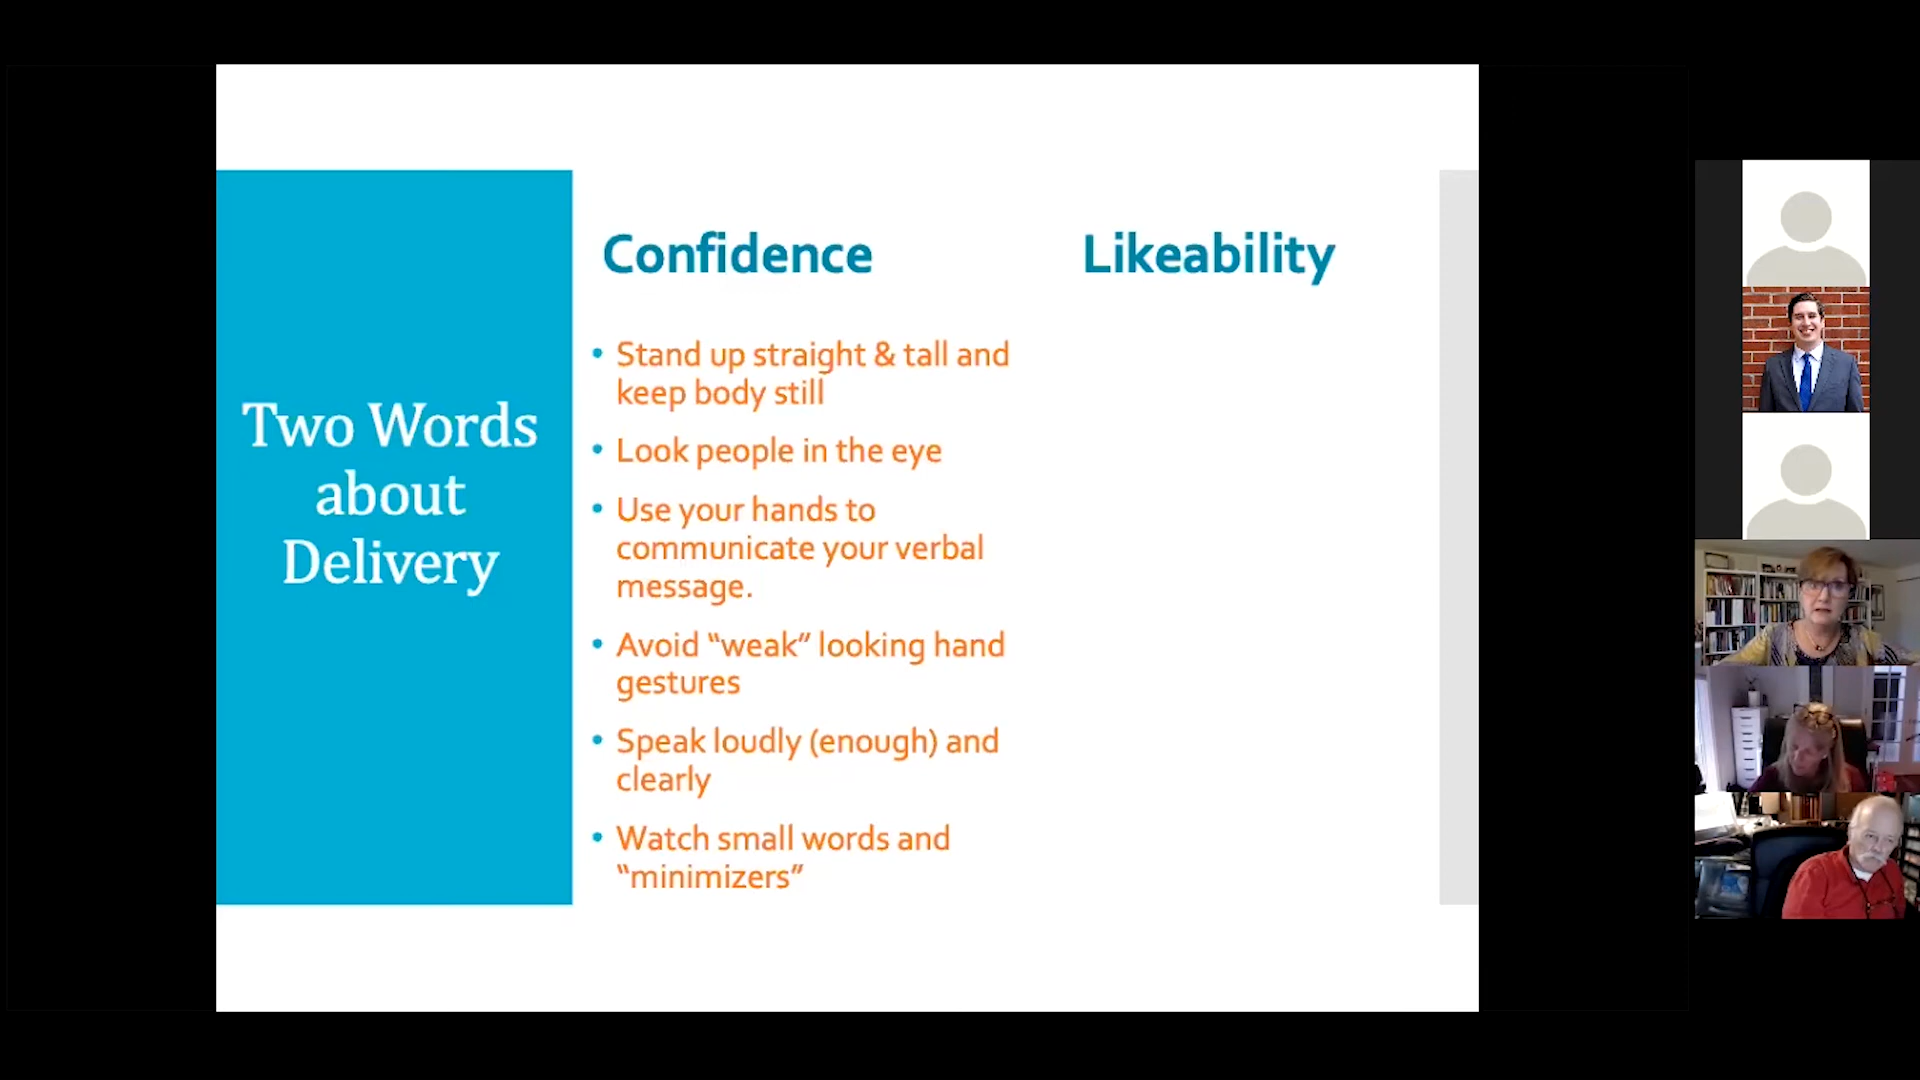 Two Words
about
Delivery
Confidence
• Stand up straight & tall and
keep body still
• Look people in the eye
• Use your hands to
communicate your verbal
message.
• Avoid “weak” looking hand
gestures
• Speak loudly (enough) and
clearly
• Watch small words and
“minimizers”
Likeability